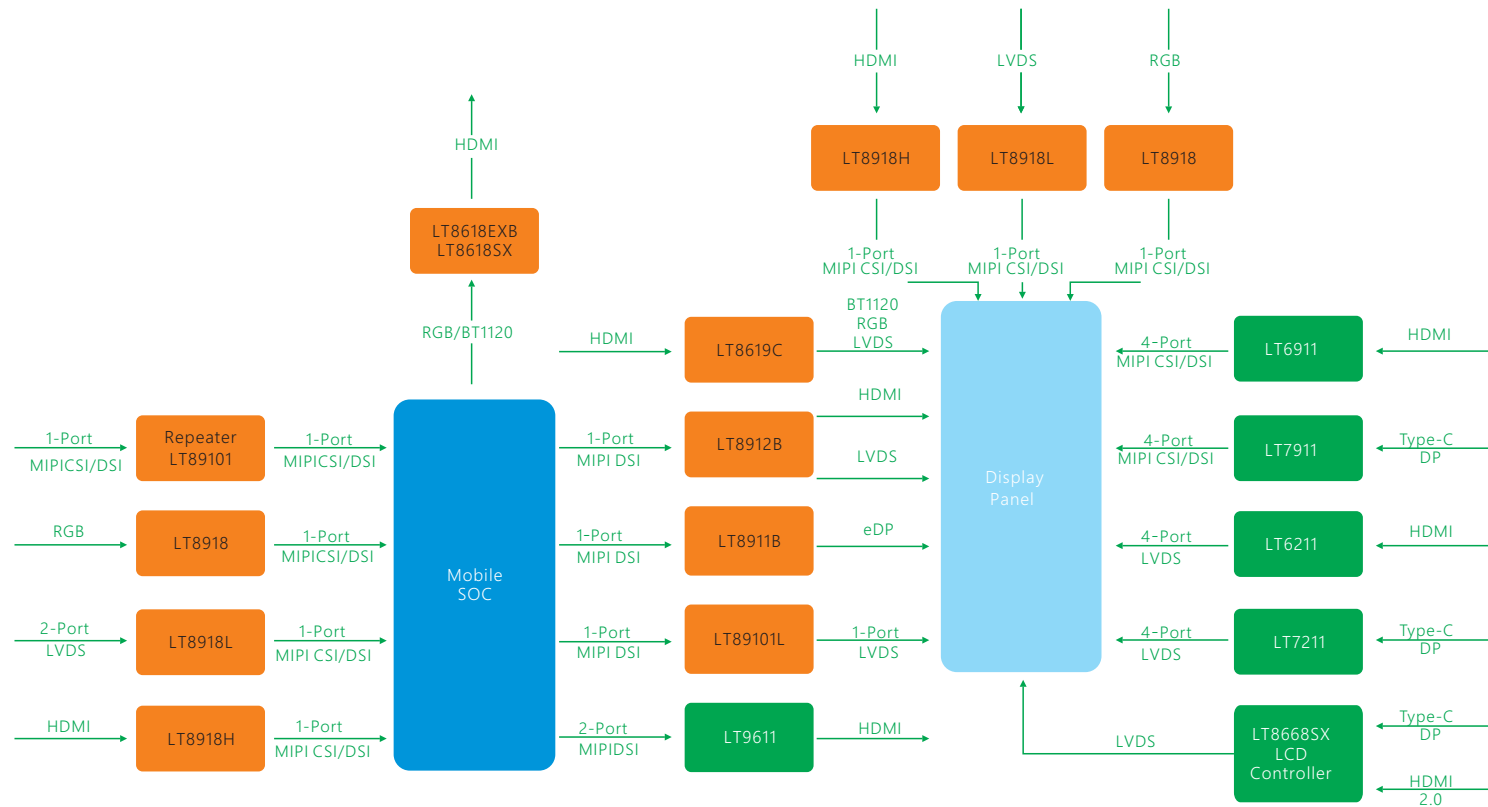 HDMI
LVDS
RGB
LT8918H
LT8918L
LT8918
1-Port
MIPI CSI/DSI
1-Port
MIPI CSI/DSI
1-Port
MIPI CSI/DSI
HDMI
LT8618EXB
LT8618SX
RGB/BT1120
HDMI
LT8619C
BT1120
RGB
LVDS
1-Port
MIPICSI/DSI
Repeater
LT89101
1-Port
MIPICSI/DSI
RGB
LT8918
1-Port
MIPICSI/DSI
2-Port
LVDS
LT8918L
1-Port
MIPI CSI/DSI
HDMI
LT8918H
1-Port
MIPI CSI/DSI
Mobile
SOC
1-Port
MIPI DSI
LT8912B
HDMI
LVDS
1-Port
MIPI DSI
LT8911B
eDP
1-Port
MIPI DSI
LT89101L
1-Port
LVDS
2-Port
MIPIDSI
LT9611
HDMI
Display
Panel
4-Port
MIPI CSI/DSI
LT6911
HDMI
4-Port
MIPI CSI/DSI
LT7911
Type-C
DP
4-Port
LVDS
LT6211
HDMI
4-Port
LVDS
LT7211
Type-C
DP
LVDS
LT8668SX
LCD
Controller
Type-C
DP
HDMI
2.0